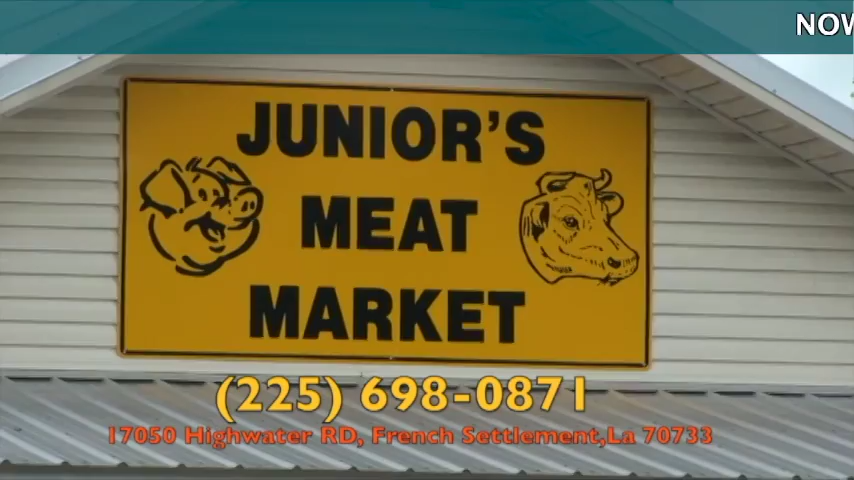 NOW
JUNIOR'S
MEAT
MARKET
(225) 698-0871
17050 Highwater RD, French Settlement,La 70733